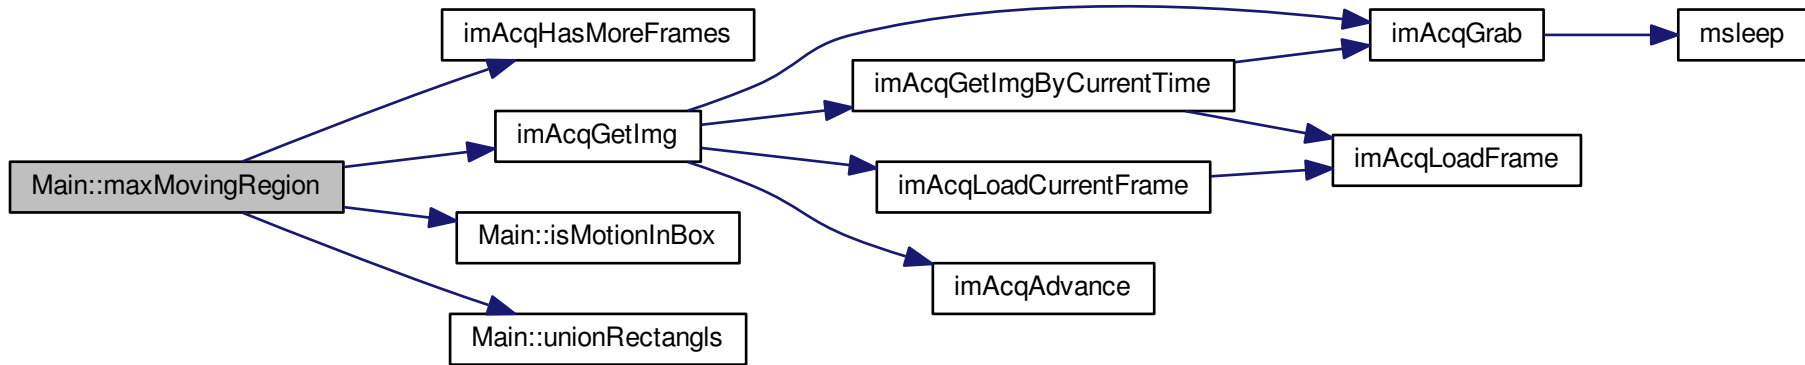 Main::maxMovingRegion
imAcqHasMoreFrames
imAcqGetImg
Main::isMotionInBox
Main::unionRectangls
imAcqGetImgByCurrentTime
imAcqLoadCurrentFrame
imAcqAdvance
imAcqGrab
imAcqLoadFrame
msleep